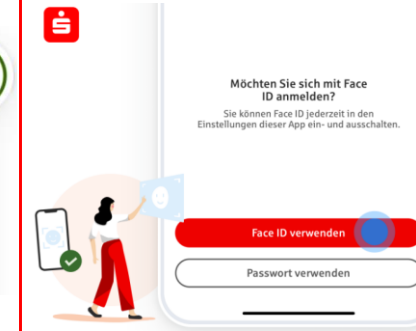 Möchten Sie sich mit Face
ID anmelden?
Sie können Face ID jederzeit in den
Einstellungen dieser App ein- und ausschalten.
Face ID verwenden
Passwort verwenden